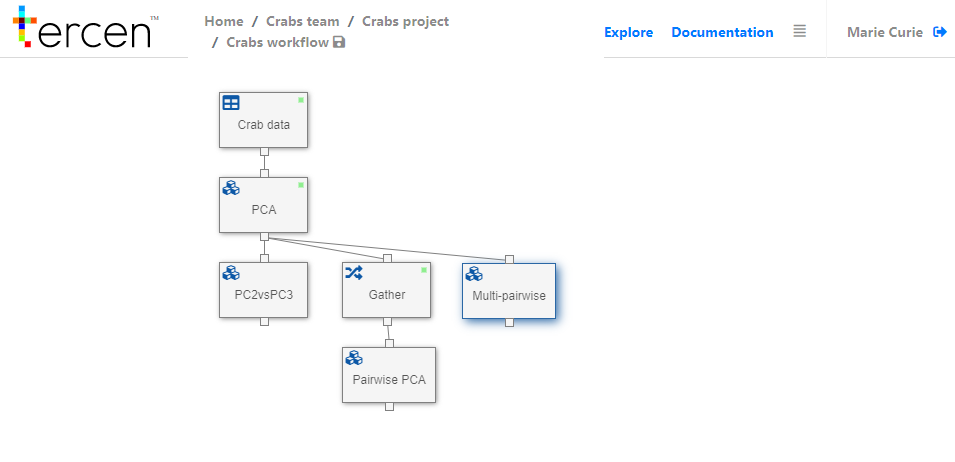 tercen™
Home / Crabs team / Crabs project
/ Crabs workflow
Explore Documentation Marie Curie
Crab data
PCA
PC2vsPC3 Gather Multi-pairwise
Pairwise PCA